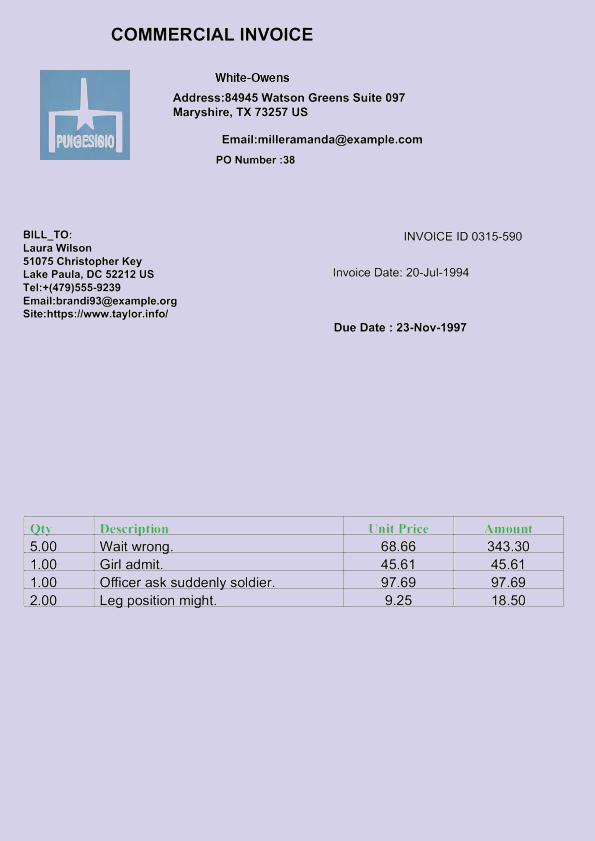 COMMERCIAL INVOICE
White-Owens
Address:84945 Watson Greens Suite 097
Maryshire, TX 73257 US
Email:milleramanda@example.com
PO Number :38
PUIGESIGIO
BILL_TO:
Laura Wilson
51075 Christopher Key
Lake Paula, DC 52212 US
Tel:+(479)555-9239
Email:brandi93@example.org
Site:https://www.taylor.info/
INVOICE ID 0315-590
Invoice Date: 20-Jul-1994
Due Date : 23-Nov-1997
Qty Description Unit Price Amount
5.00 Wait wrong. 68.66 343.30
1.00 Girl admit. 45.61 45.61
1.00 Officer ask suddenly soldier. 97.69 97.69
2.00 Leg position might. 9.25 18.50